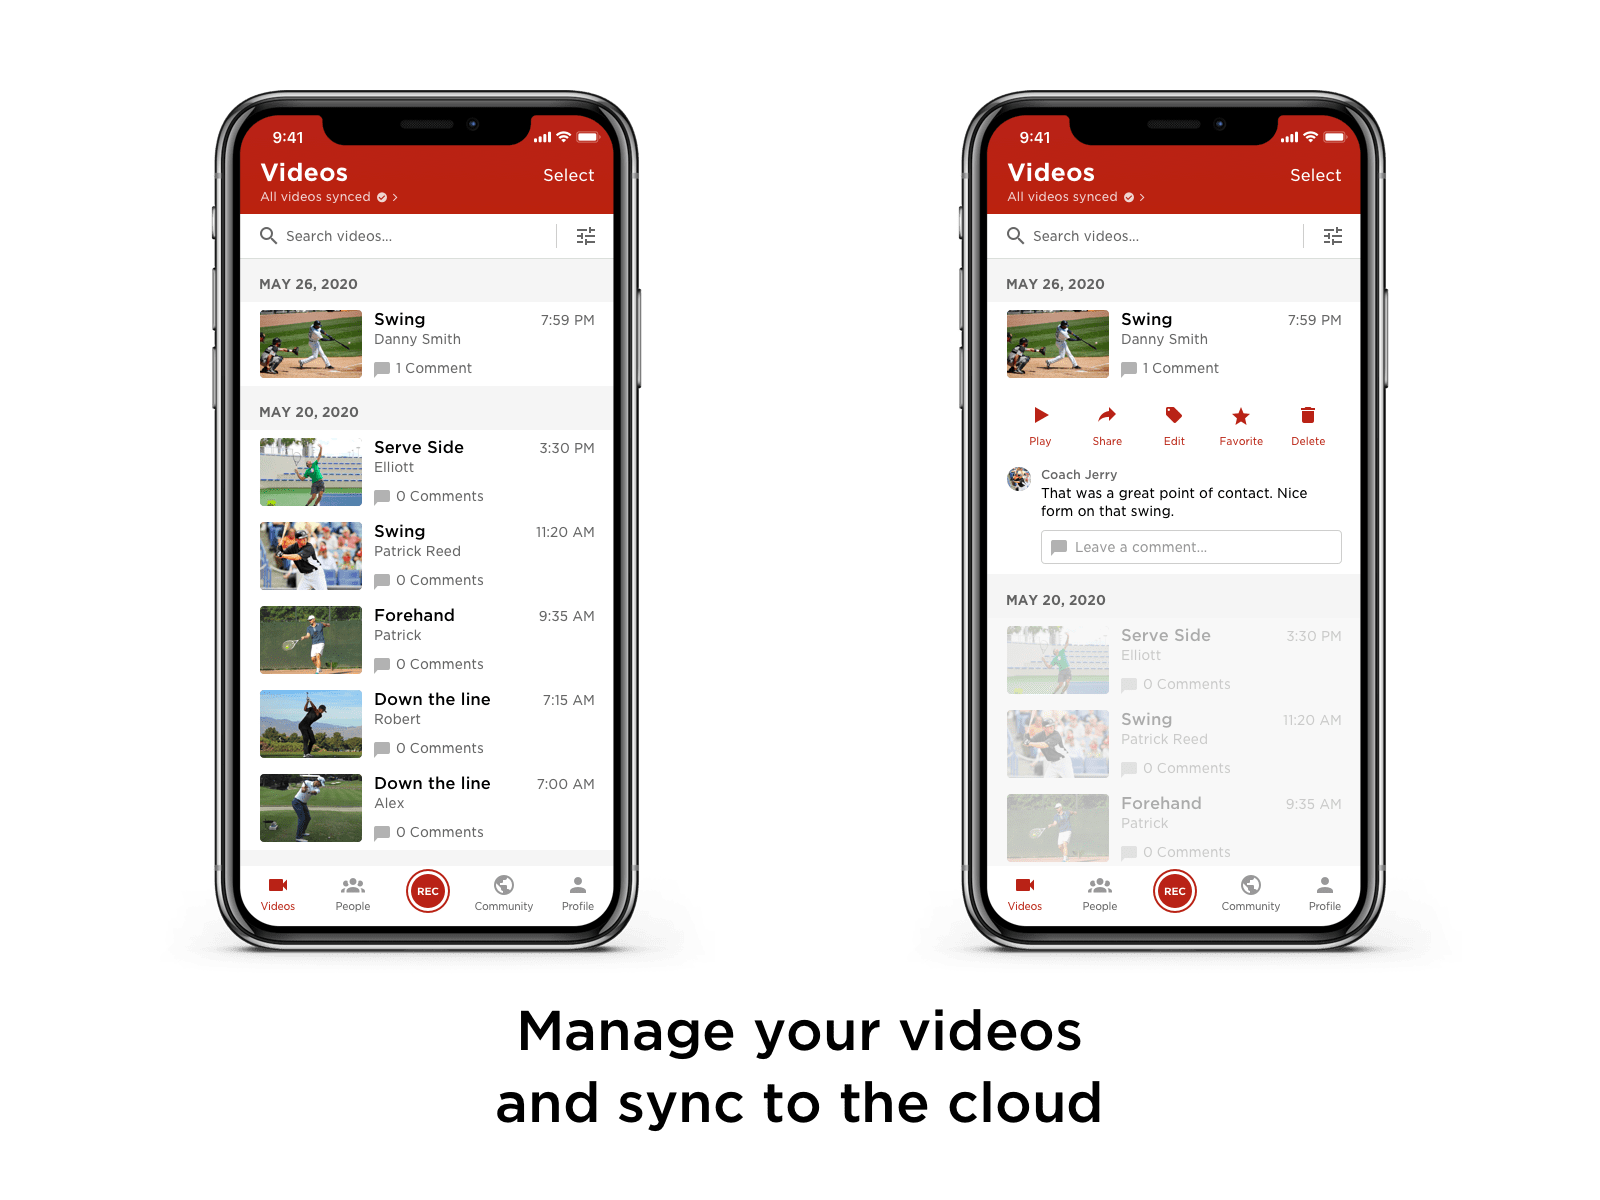 9:41
Videos
Select
All videos synced
Search videos...
MAY 26, 2020
Swing
7:59 PM
Danny Smith
1 Comment
MAY 20, 2020
Serve Side
3:30 PM
Elliott
0 Comments
Swing
11:20 AM
Patrick Reed
0 Comments
Forehand
9:35 AM
Patrick
0 Comments
Down the line
7:15 AM
Robert
0 Comments
Down the line
7:00 AM
Alex
0 Comments
Videos
People
REC
Community
Profile
9:41
Videos
Select
All videos synced
Search videos...
MAY 26, 2020
Swing
7:59 PM
Danny Smith
1 Comment
Play
Share
Edit
Favorite
Delete
Coach Jerry
That was a great point of contact. Nice
form on that swing.
Leave a comment...
MAY 20, 2020
Serve Side
3:30 PM
Elliott
0 Comments
Swing
11:20 AM
Patrick Reed
0 Comments
Forehand
9:35 AM
Patrick
0 Comments
Videos
People
REC
Community
Profile
Manage your videos
and sync to the cloud